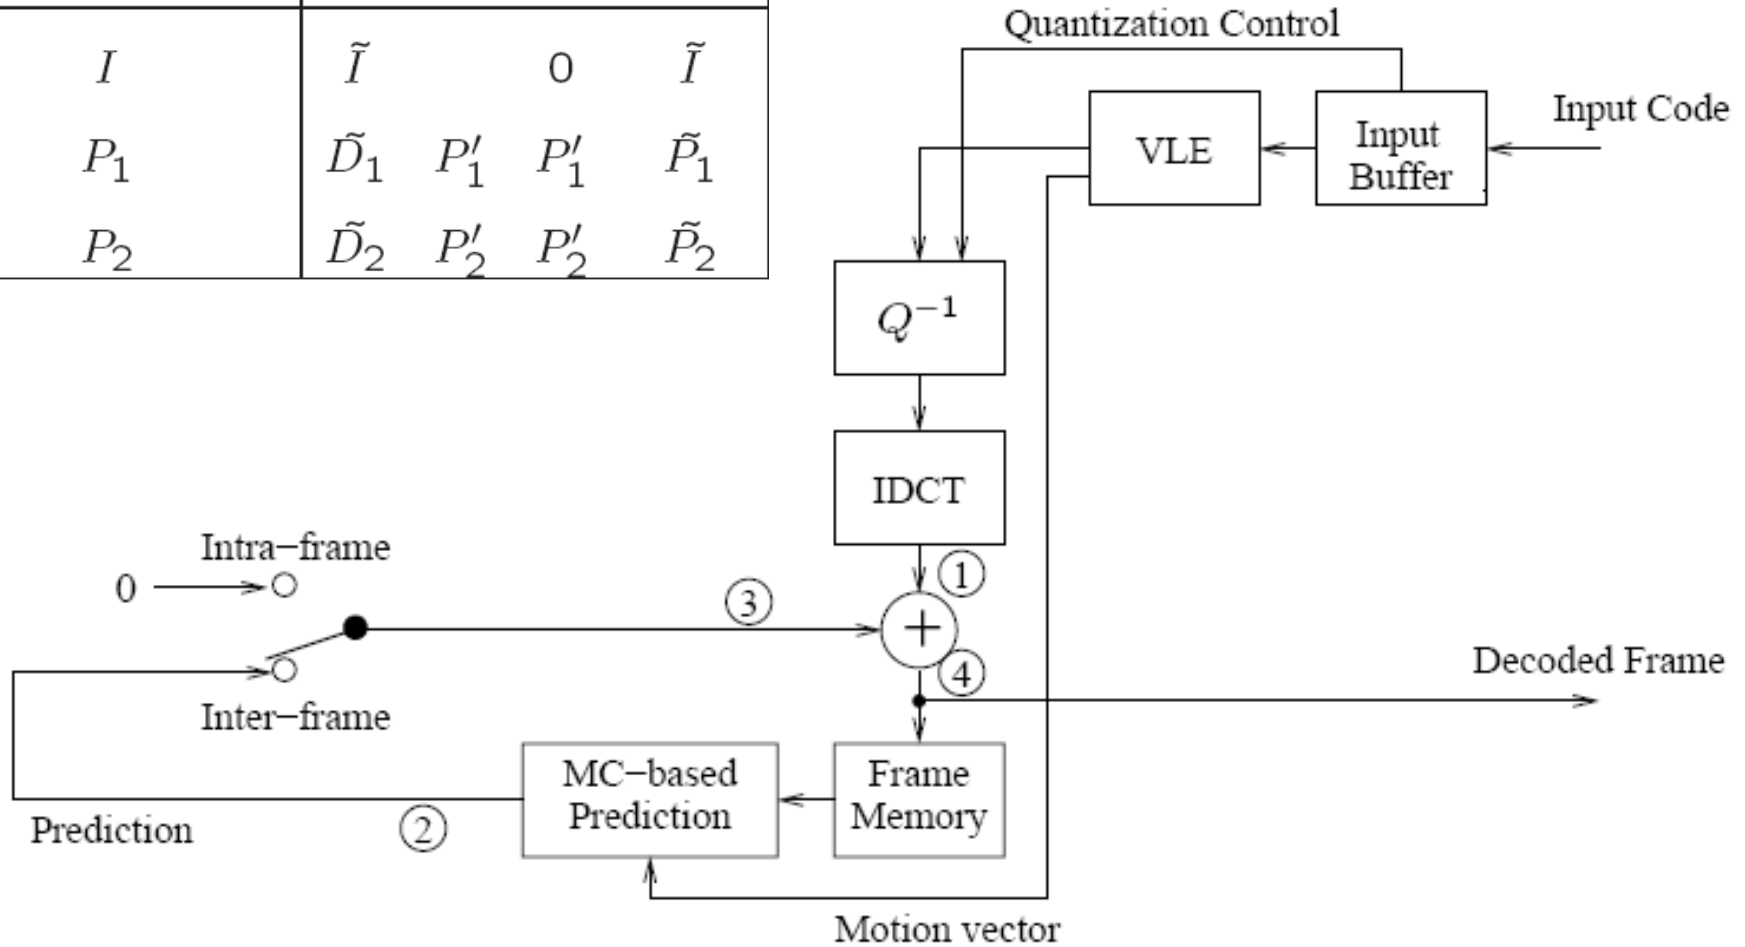 I Ĩ 0 Ĩ
P₁ D̃₁ P′₁ P′₁ P̃₁
P₂ D̃₂ P′₂ P′₂ P̃₂
Quantization Control
Input Code
VLE
Input
Buffer
Q⁻¹
IDCT
Intra−frame
0
①
③
+
④
Inter−frame
Decoded Frame
MC−based
Prediction
Frame
Memory
Prediction
②
Motion vector